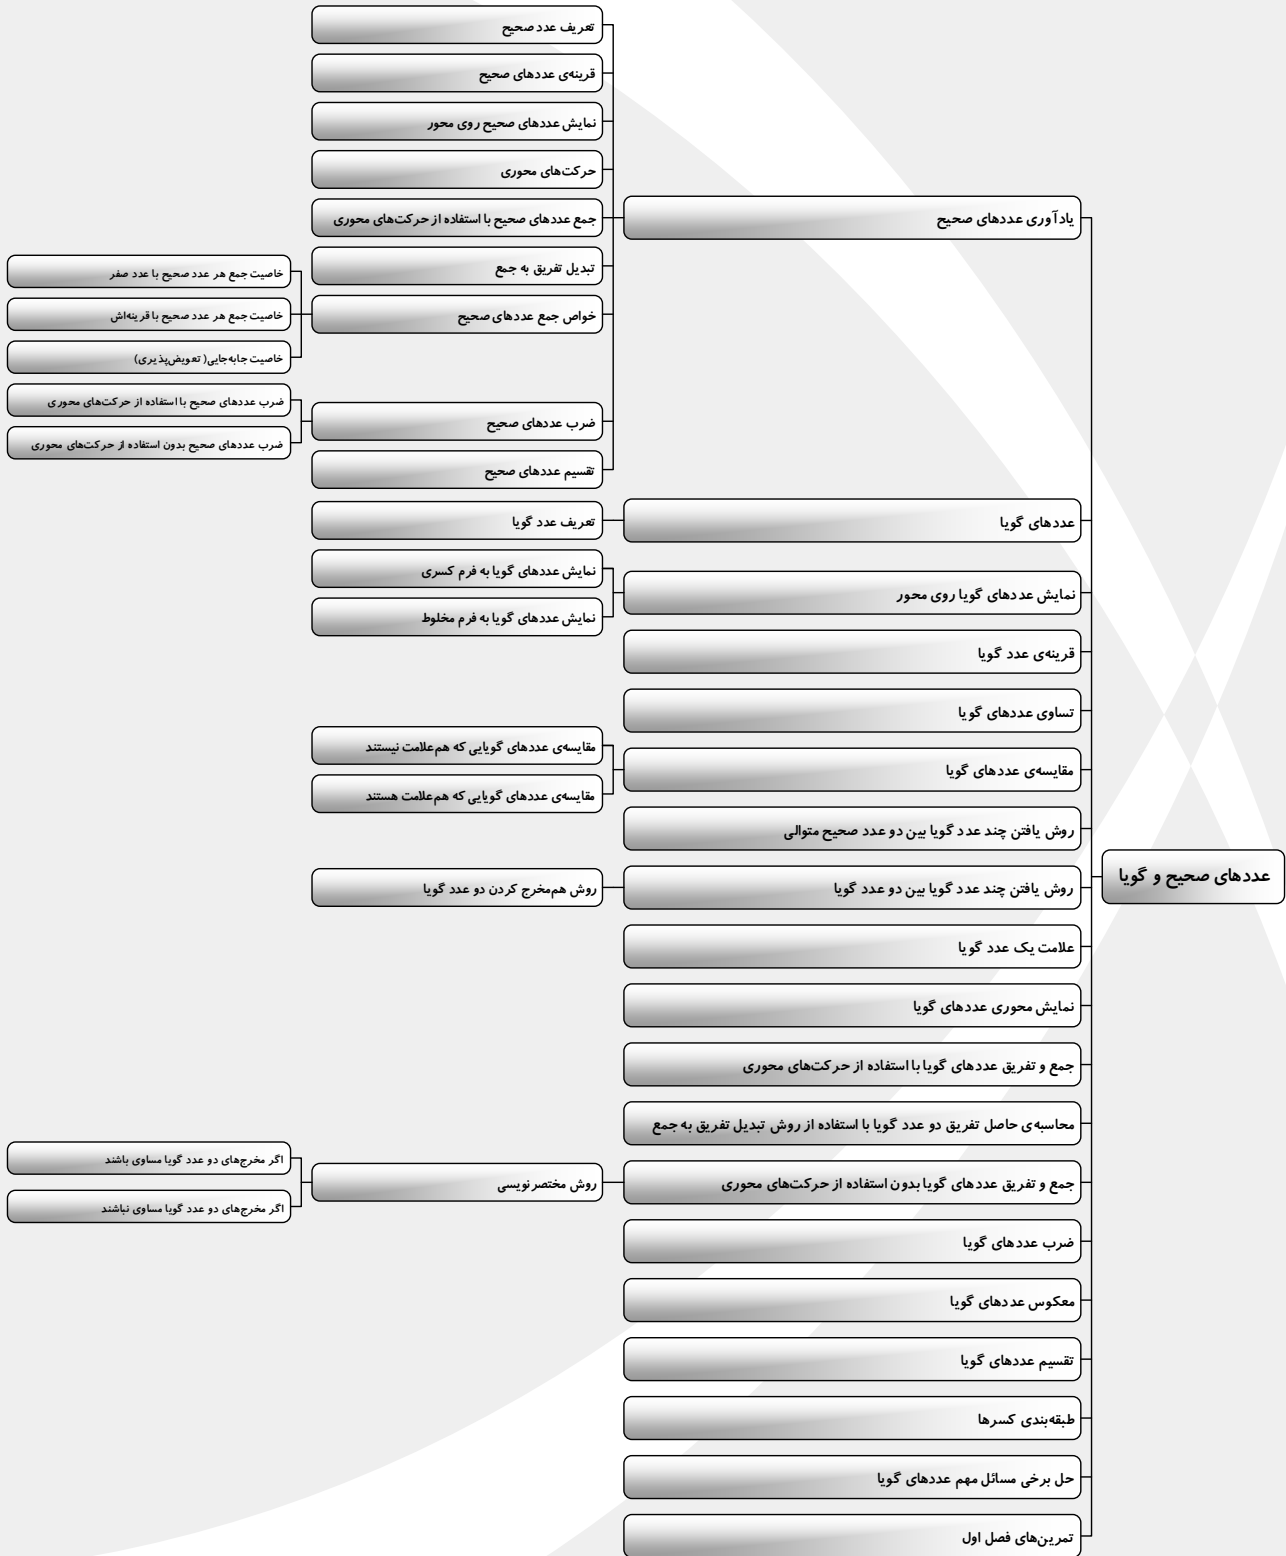 عددهای صحیح و گویا
یادآوری عددهای صحیح
تعریف عدد صحیح
قرینه‌ی عددهای صحیح
نمایش عددهای صحیح روی محور
حرکت‌های محوری
جمع عددهای صحیح با استفاده از حرکت‌های محوری
تبدیل تفریق به جمع
خواص جمع عددهای صحیح
خاصیت جمع هر عدد صحیح با عدد صفر
خاصیت جمع هر عدد صحیح با قرینه‌اش
خاصیت جابه‌جایی( تعویض‌پذیری)
ضرب عددهای صحیح
ضرب عددهای صحیح با استفاده از حرکت‌های محوری
ضرب عددهای صحیح بدون استفاده از حرکت‌های محوری
تقسیم عددهای صحیح
عددهای گویا
تعریف عدد گویا
نمایش عددهای گویا روی محور
نمایش عددهای گویا به فرم کسری
نمایش عددهای گویا به فرم مخلوط
قرینه‌ی عدد گویا
تساوی عددهای گویا
مقایسه‌ی عددهای گویا
مقایسه‌ی عددهای گویایی که هم‌علامت نیستند
مقایسه‌ی عددهای گویایی که هم‌علامت هستند
روش یافتن چند عدد گویا بین دو عدد صحیح متوالی
روش یافتن چند عدد گویا بین دو عدد گویا
روش هم‌مخرج کردن دو عدد گویا
علامت یک عدد گویا
نمایش محوری عددهای گویا
جمع و تفریق عددهای گویا با استفاده از حرکت‌های محوری
محاسبه‌ی حاصل تفریق دو عدد گویا با استفاده از روش تبدیل تفریق به جمع
جمع و تفریق عددهای گویا بدون استفاده از حرکت‌های محوری
روش مختصرنویسی
اگر مخرج‌های دو عدد گویا مساوی باشند
اگر مخرج‌های دو عدد گویا مساوی نباشند
ضرب عددهای گویا
معکوس عددهای گویا
تقسیم عددهای گویا
طبقه‌بندی کسرها
حل برخی مسائل مهم عددهای گویا
تمرین‌های فصل اول